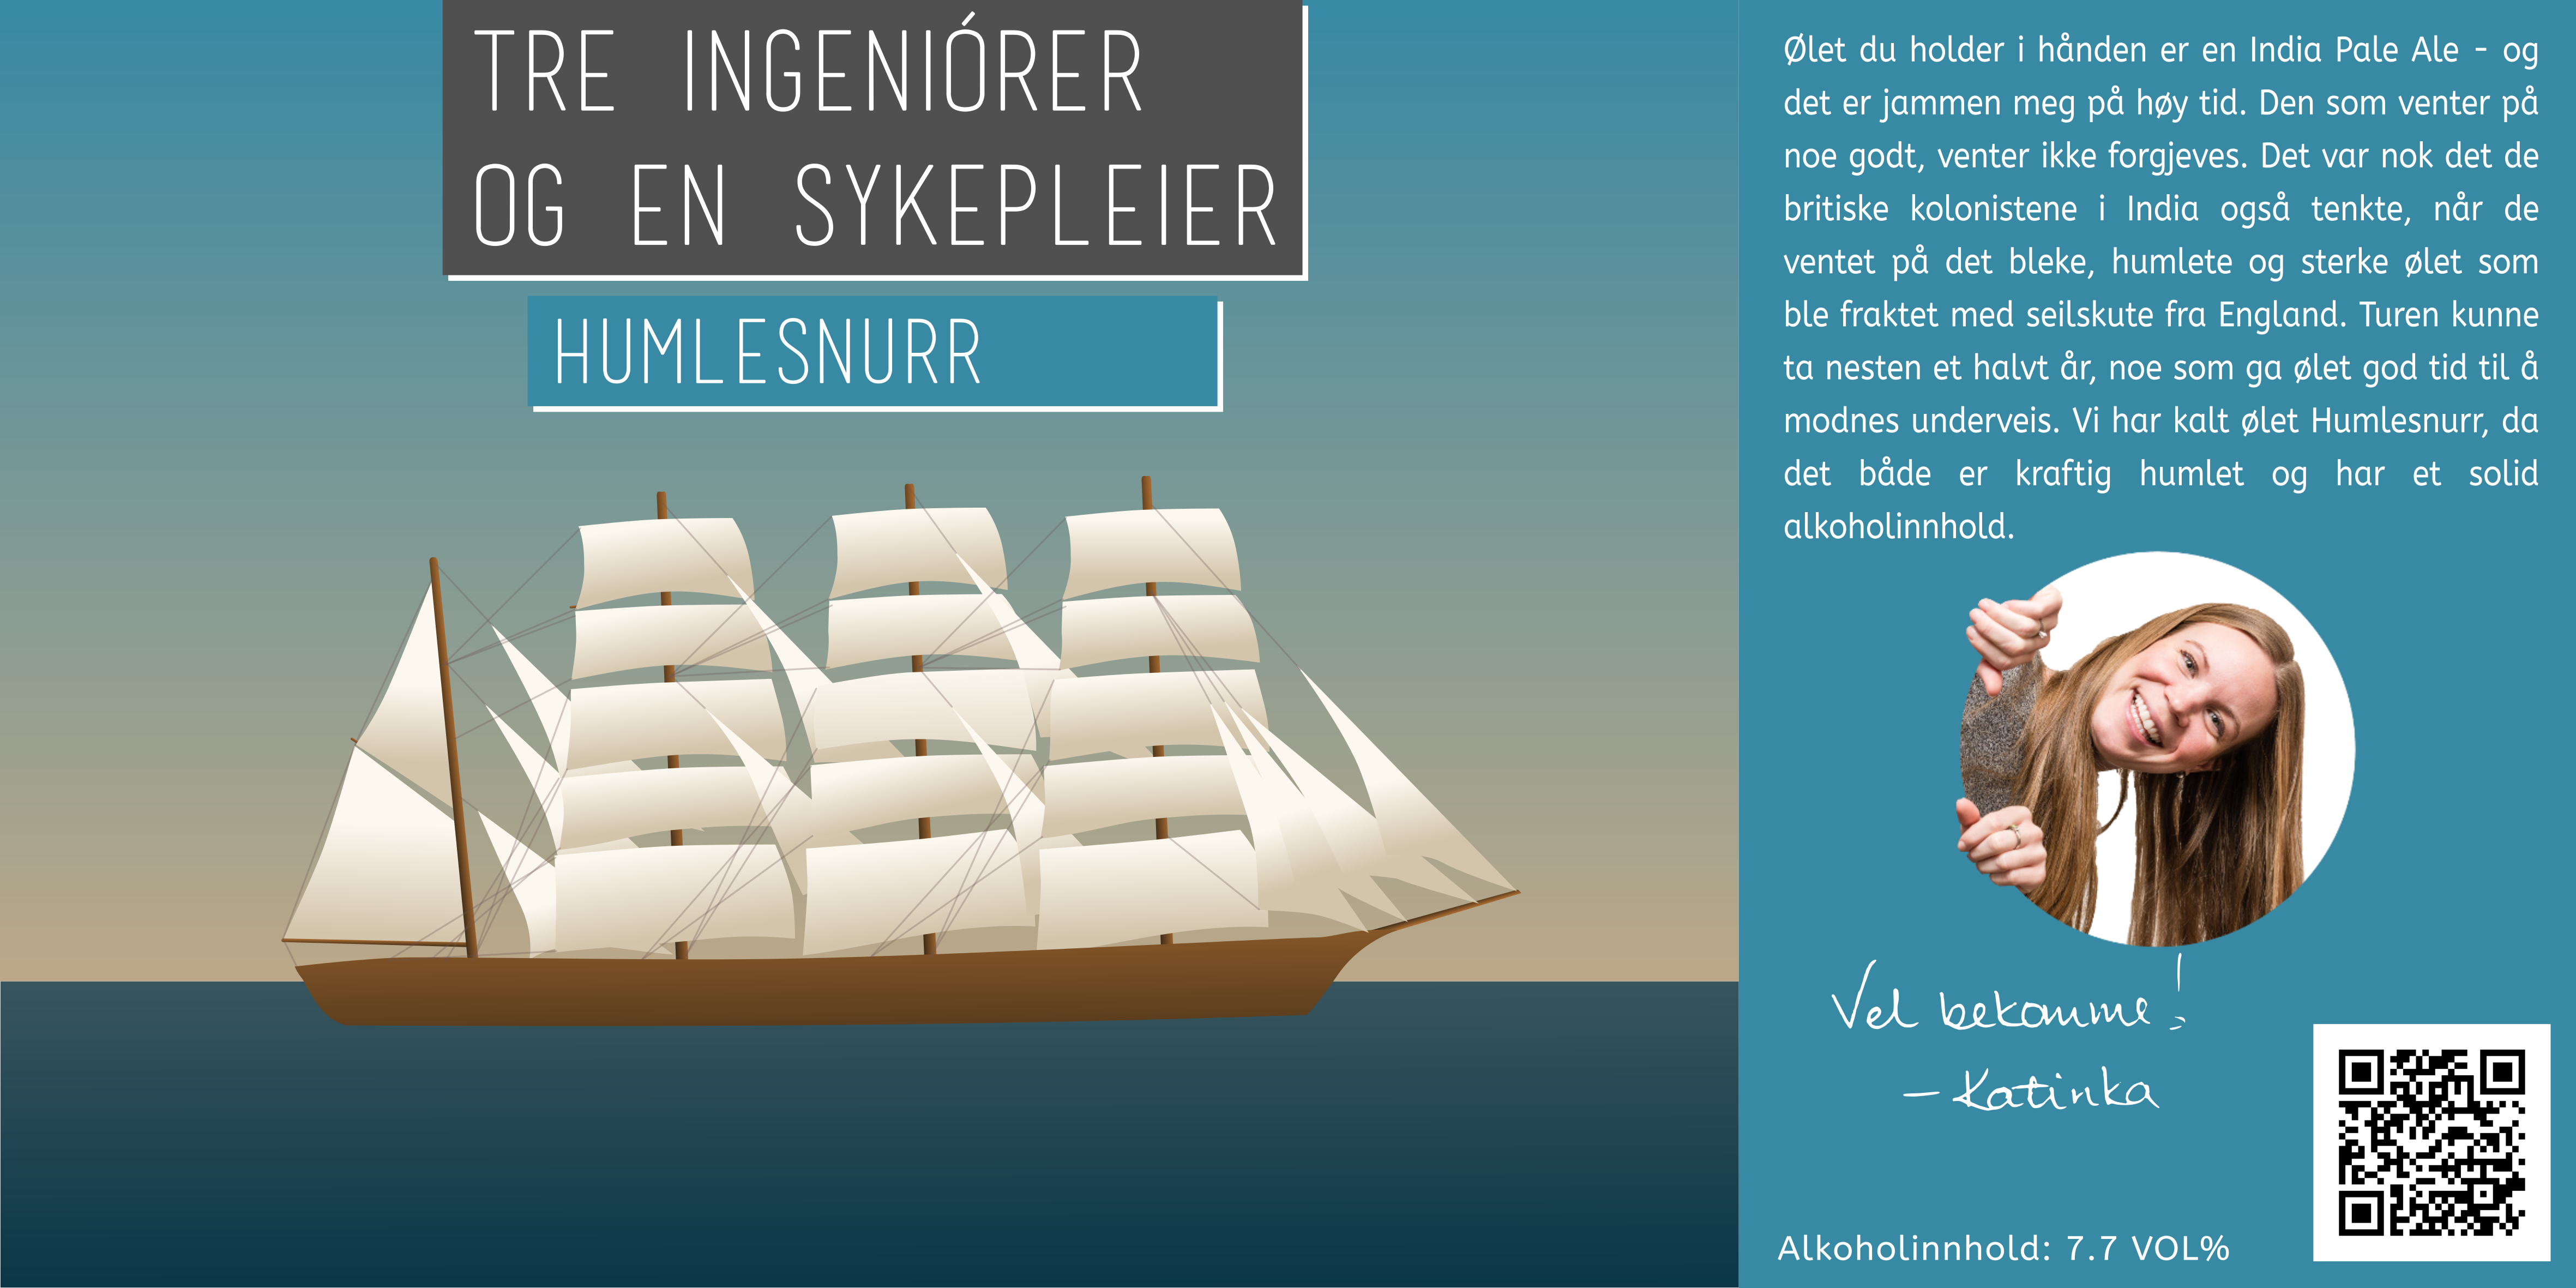 TRE INGENIÓRER
OG EN SYKEPLEIER
HUMLESNURR
Ølet du holder i hånden er en India Pale Ale - og
det er jammen meg på høy tid. Den som venter på
noe godt, venter ikke forgjeves. Det var nok det de
britiske kolonistene i India også tenkte, når de
ventet på det bleke, humlete og sterke ølet som
ble fraktet med seilskute fra England. Turen kunne
ta nesten et halvt år, noe som ga ølet god tid til å
modnes underveis. Vi har kalt ølet Humlesnurr, da
det både er kraftig humlet og har et solid
alkoholinnhold.
Vel bekomme!
- Katinka
Alkoholinnhold: 7.7 VOL%